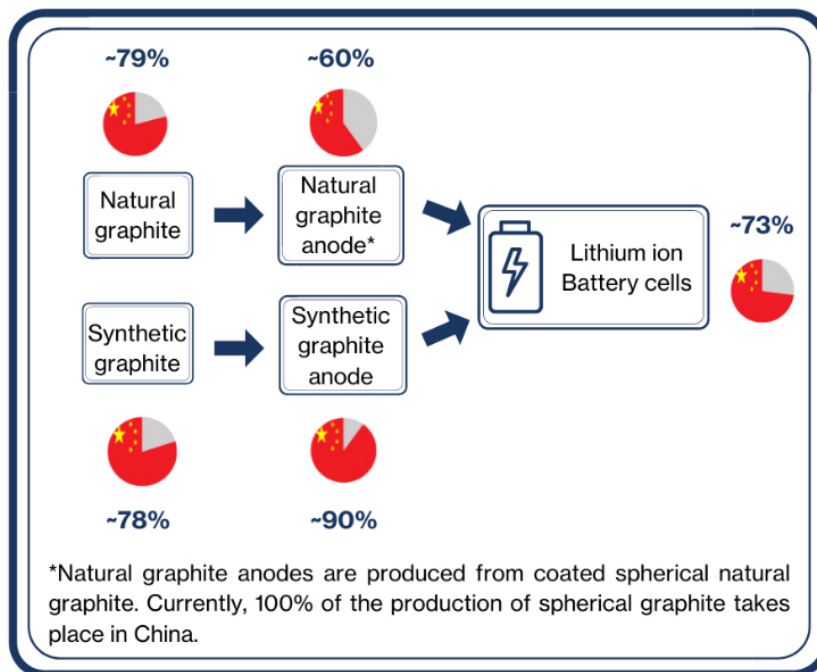 ~79%
~60%
Natural
graphite
Natural
graphite
anode*
Lithium ion
Battery cells
~73%
Synthetic
graphite
Synthetic
graphite
anode
~78%
~90%
*Natural graphite anodes are produced from coated spherical natural
graphite. Currently, 100% of the production of spherical graphite takes
place in China.